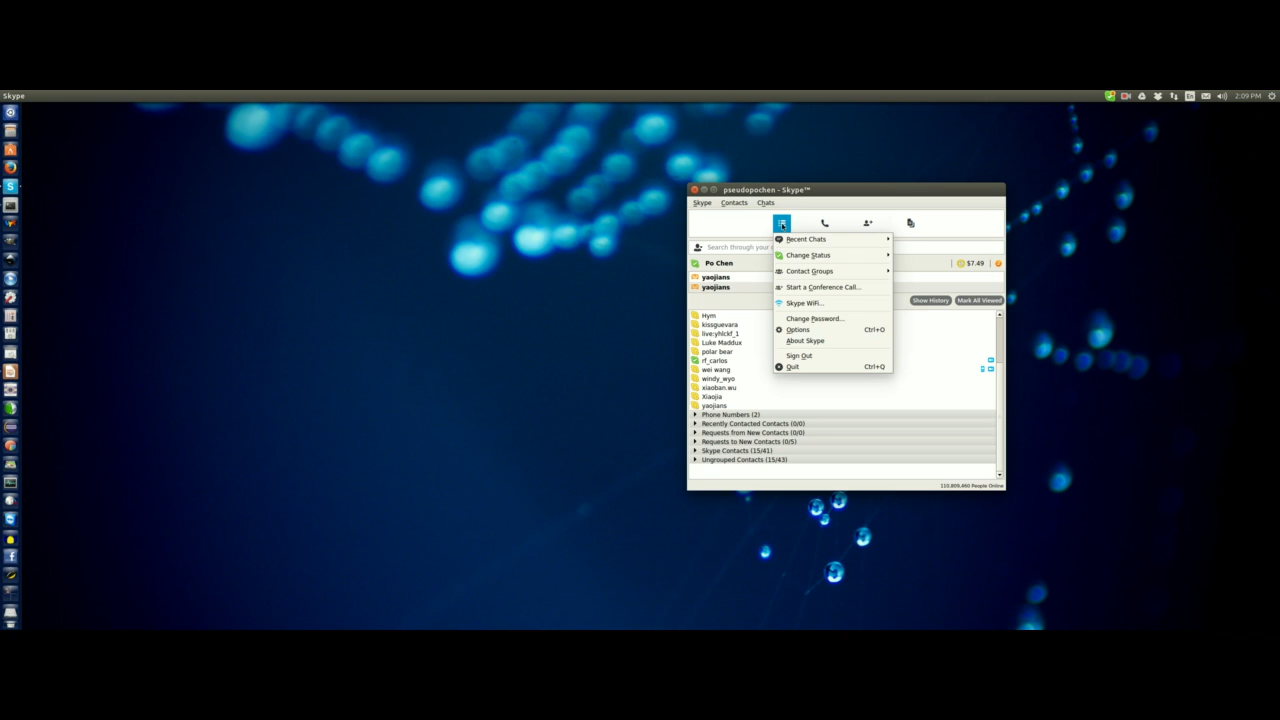 Skype
En
2:09 PM
pseudopochen - Skype™
Skype Contacts Chats
Search through your
Po Chen
$7.49
yaojians
yaojians
Show History
Mark All Viewed
Recent Chats
Change Status
Contact Groups
Start a Conference Call...
Skype WiFi...
Change Password...
Options Ctrl+O
About Skype
Sign Out
Quit Ctrl+Q
Hym
kissguevara
live:yhlckf_1
Luke Maddux
polar bear
rf_carlos
wei wang
windy_wyo
xiaoban.wu
Xiaojia
yaojians
Phone Numbers (2)
Recently Contacted Contacts (0/0)
Requests from New Contacts (0/0)
Requests to New Contacts (0/5)
Skype Contacts (15/41)
Ungrouped Contacts (15/43)
110,809,460 People Online